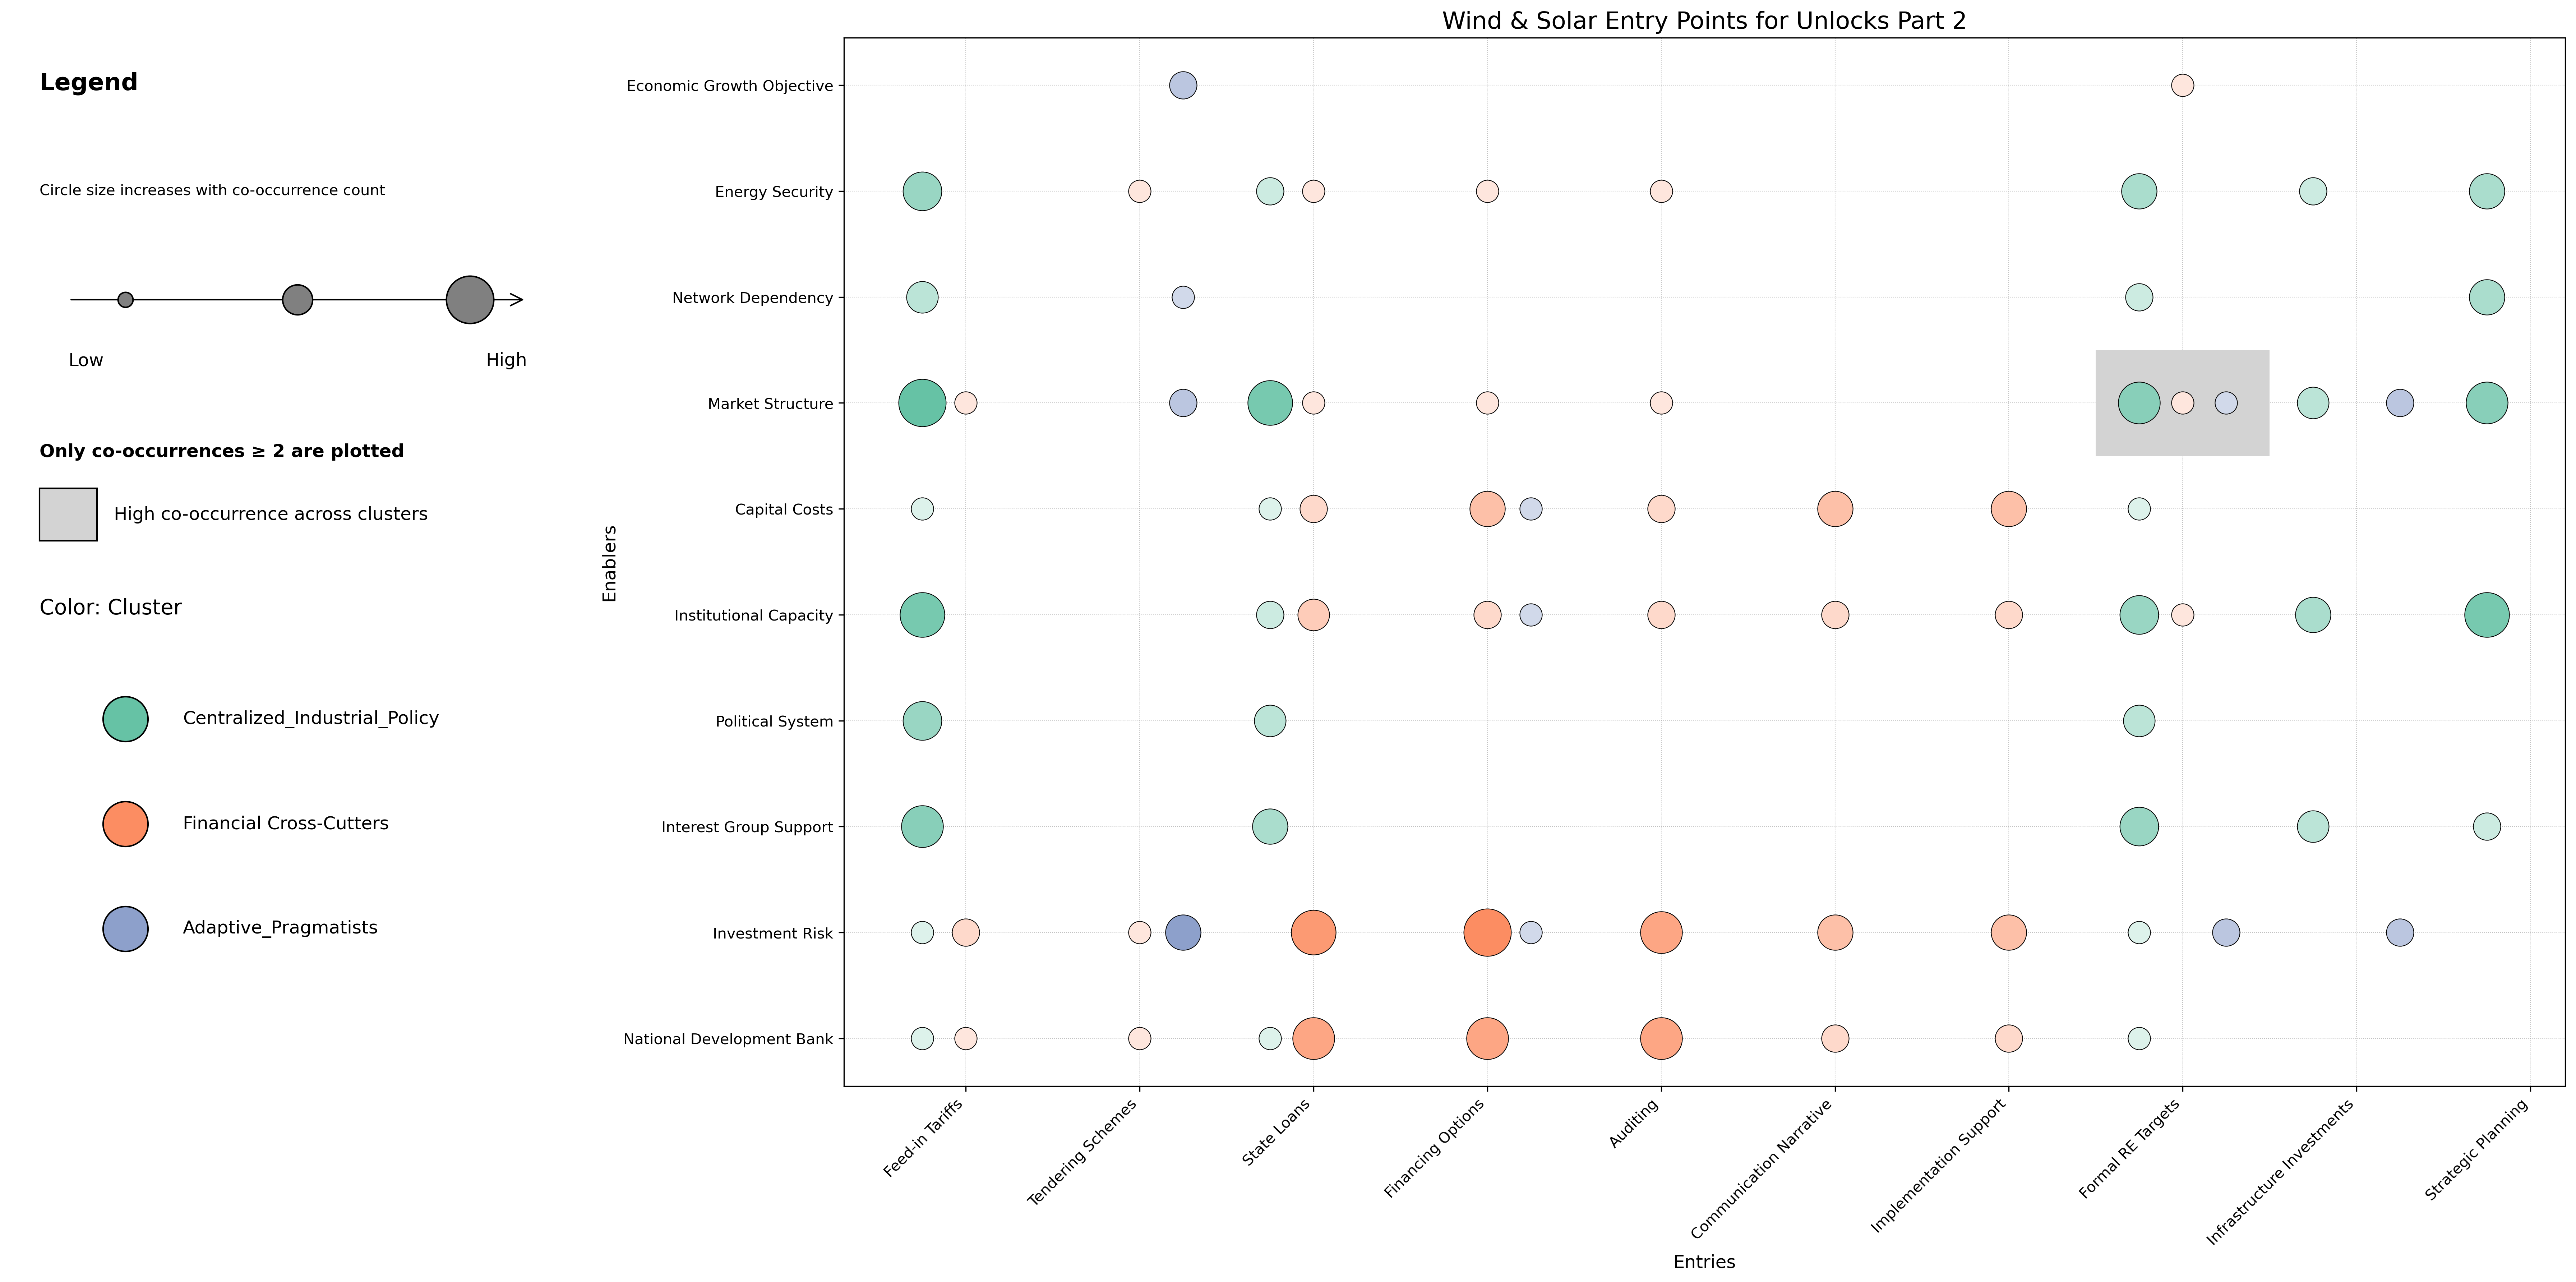 Wind & Solar Entry Points for Unlocks Part 2
Legend
Circle size increases with co-occurrence count
Low
High
Only co-occurrences ≥ 2 are plotted
High co-occurrence across clusters
Color: Cluster
Centralized_Industrial_Policy
Financial Cross-Cutters
Adaptive_Pragmatists
Enablers
Economic Growth Objective
Energy Security
Network Dependency
Market Structure
Capital Costs
Institutional Capacity
Political System
Interest Group Support
Investment Risk
National Development Bank
Feed-in Tariffs
Tendering Schemes
State Loans
Financing Options
Auditing
Communication Narrative
Implementation Support
Formal RE Targets
Infrastructure Investments
Strategic Planning
Entries